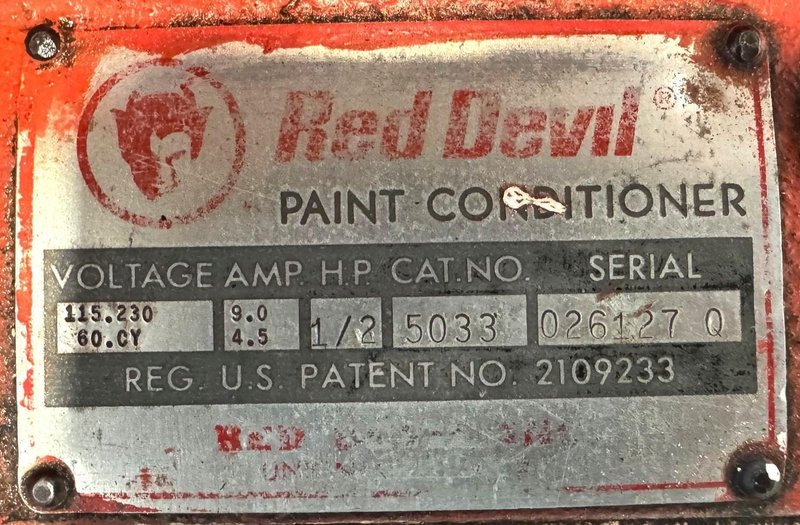 Red Devil®
PAINT CONDITIONER
VOLTAGE AMP. H.P. CAT.NO. SERIAL
115.230 9.0 1/2 5033 026127 Q
60.CY 4.5
REG. U.S. PATENT NO. 2109233
RED